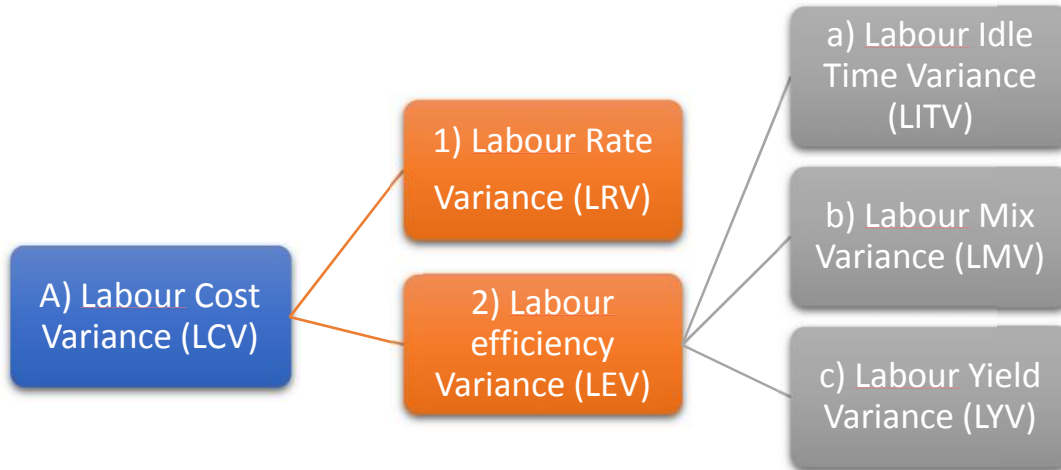 A) Labour Cost
Variance (LCV)
1) Labour Rate
Variance (LRV)
2) Labour
efficiency
Variance (LEV)
a) Labour Idle
Time Variance
(LITV)
b) Labour Mix
Variance (LMV)
c) Labour Yield
Variance (LYV)